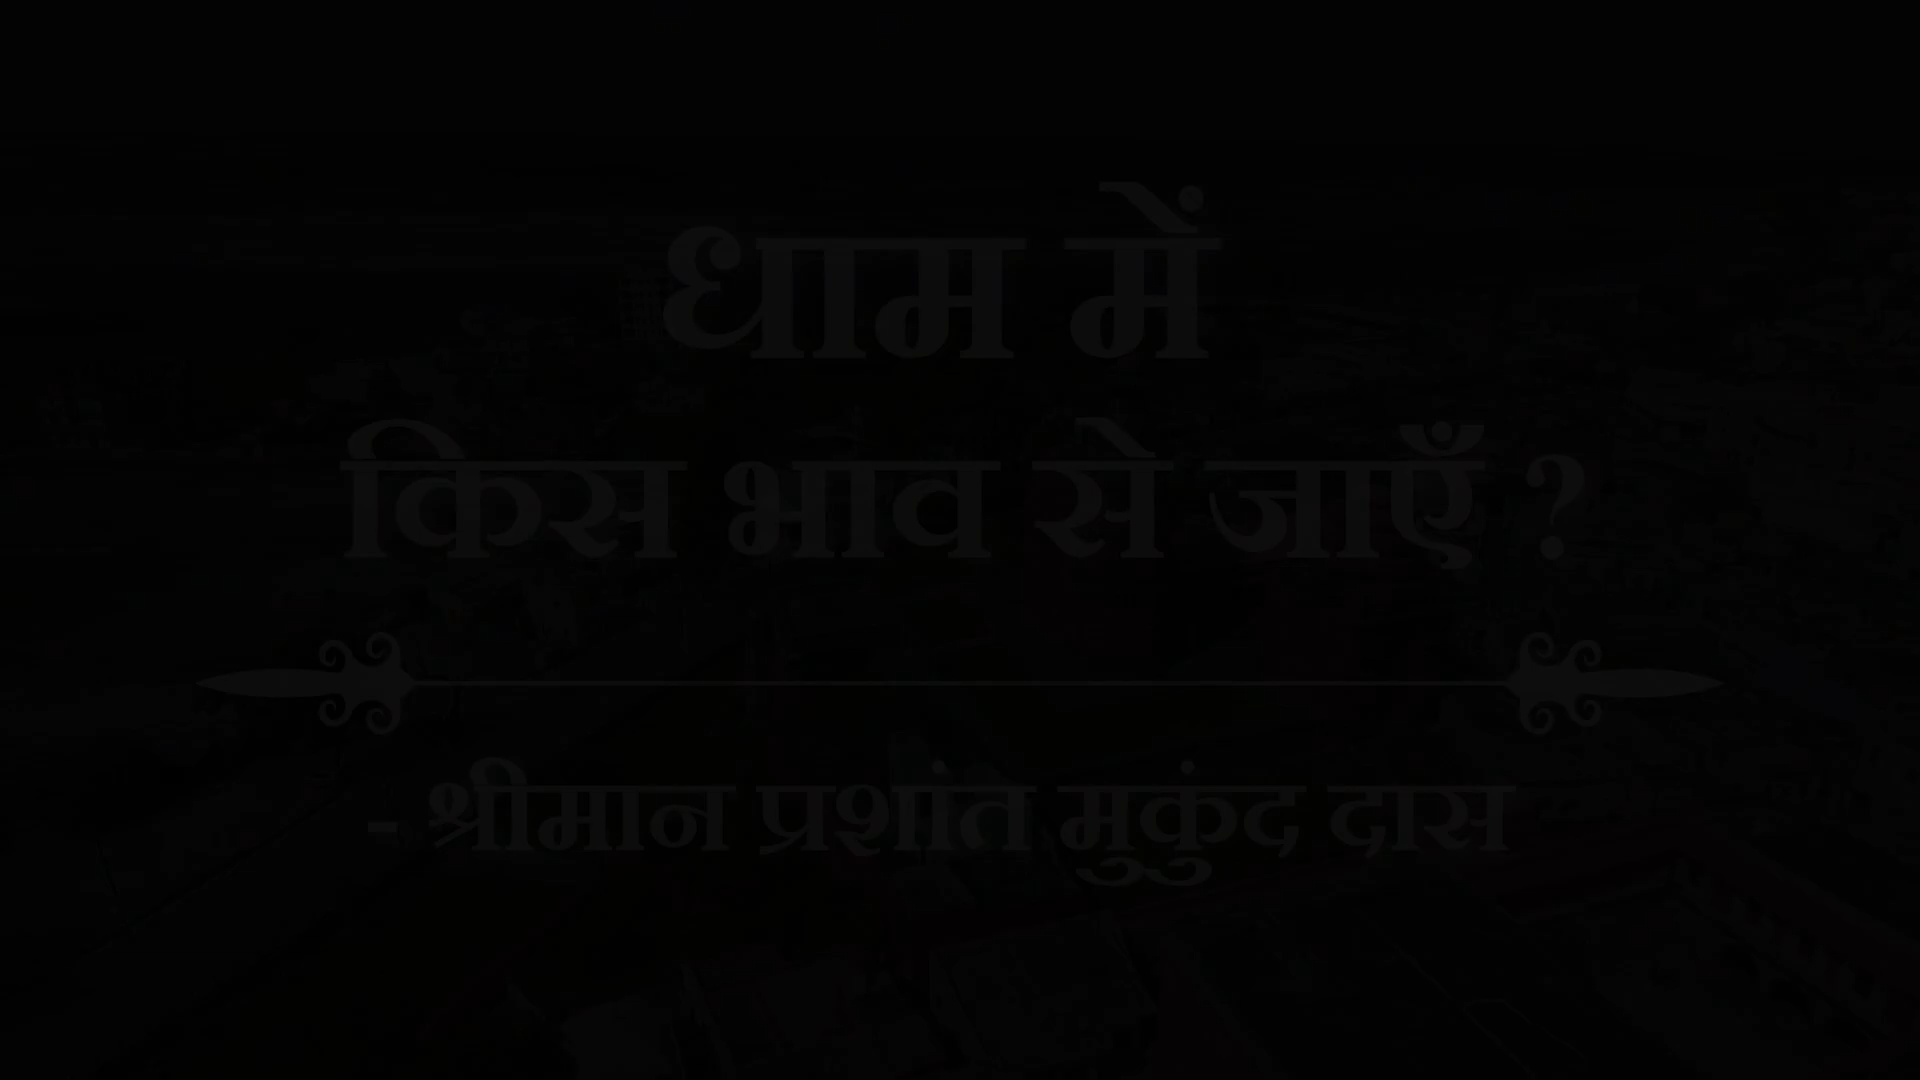 धाम में
किस भाव से जाएँ ?
- श्रीमान प्रशांत मुकुंद दास